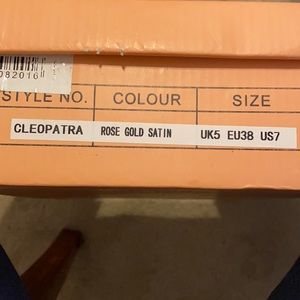 082016
STYLE NO. COLOUR SIZE
CLEOPATRA ROSE GOLD SATIN UK5 EU38 US7